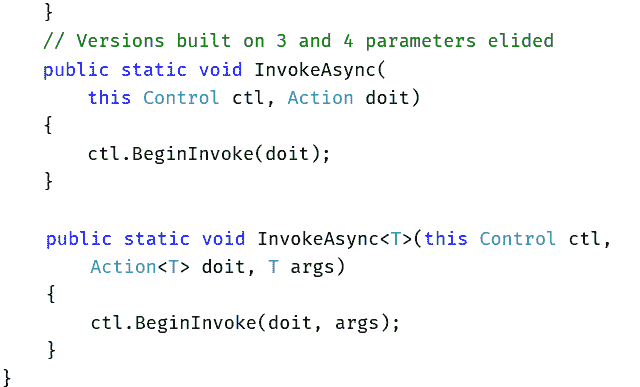 }
// Versions built on 3 and 4 parameters elided
public static void InvokeAsync(
this Control ctl, Action doit)
{
ctl.BeginInvoke(doit);
}
public static void InvokeAsync<T>(this Control ctl,
Action<T> doit, T args)
{
ctl.BeginInvoke(doit, args);
}
}